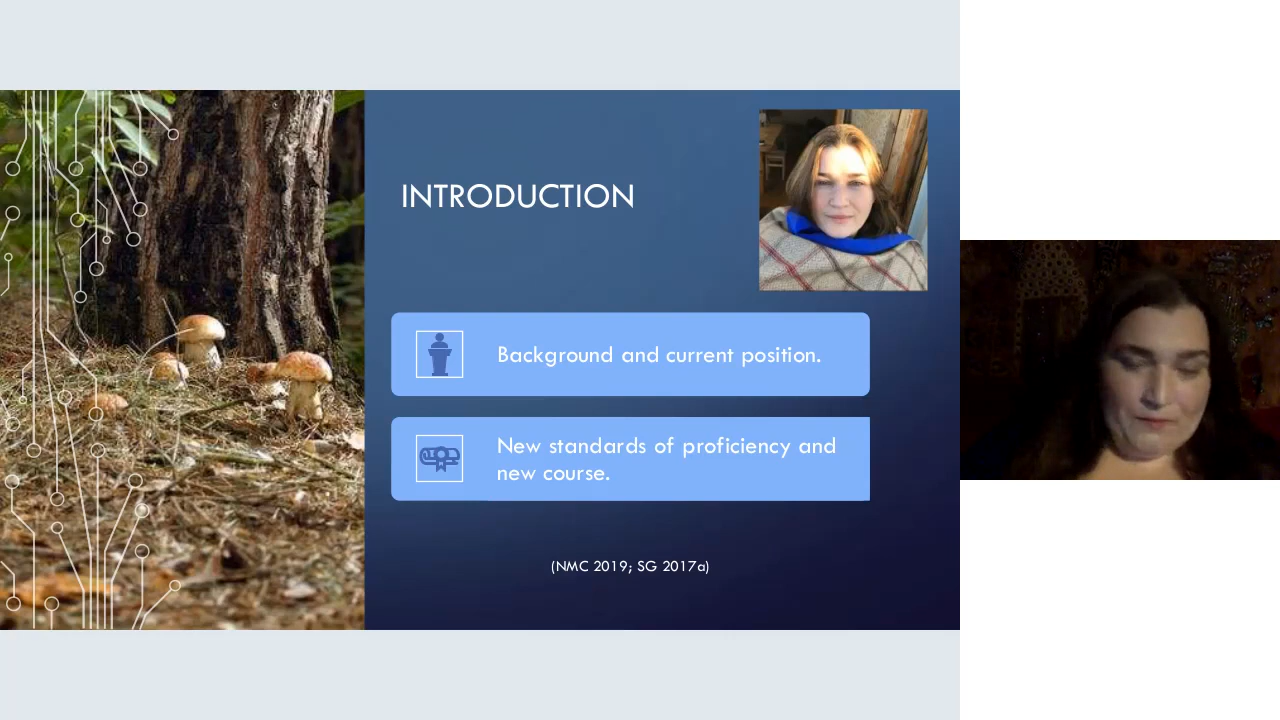 INTRODUCTION
Background and current position.
New standards of proficiency and
new course.
(NMC 2019; SG 2017a)